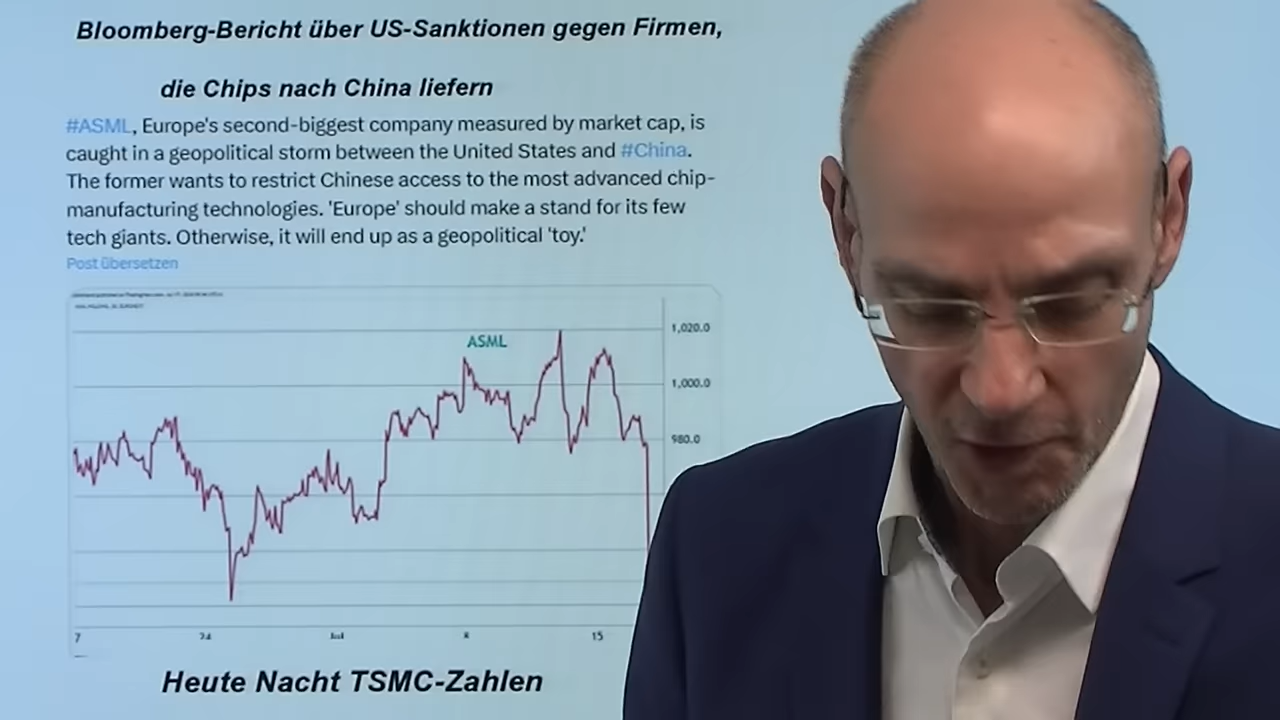 Bloomberg-Bericht über US-Sanktionen gegen Firmen,
die Chips nach China liefern
#ASML, Europe's second-biggest company measured by market cap, is
caught in a geopolitical storm between the United States and #China.
The former wants to restrict Chinese access to the most advanced chip-
manufacturing technologies. 'Europe' should make a stand for its few
tech giants. Otherwise, it will end up as a geopolitical 'toy.'
Post übersetzen
1,020.0
ASML
1,000.0
980.0
7 24 Jul 15
Heute Nacht TSMC-Zahlen